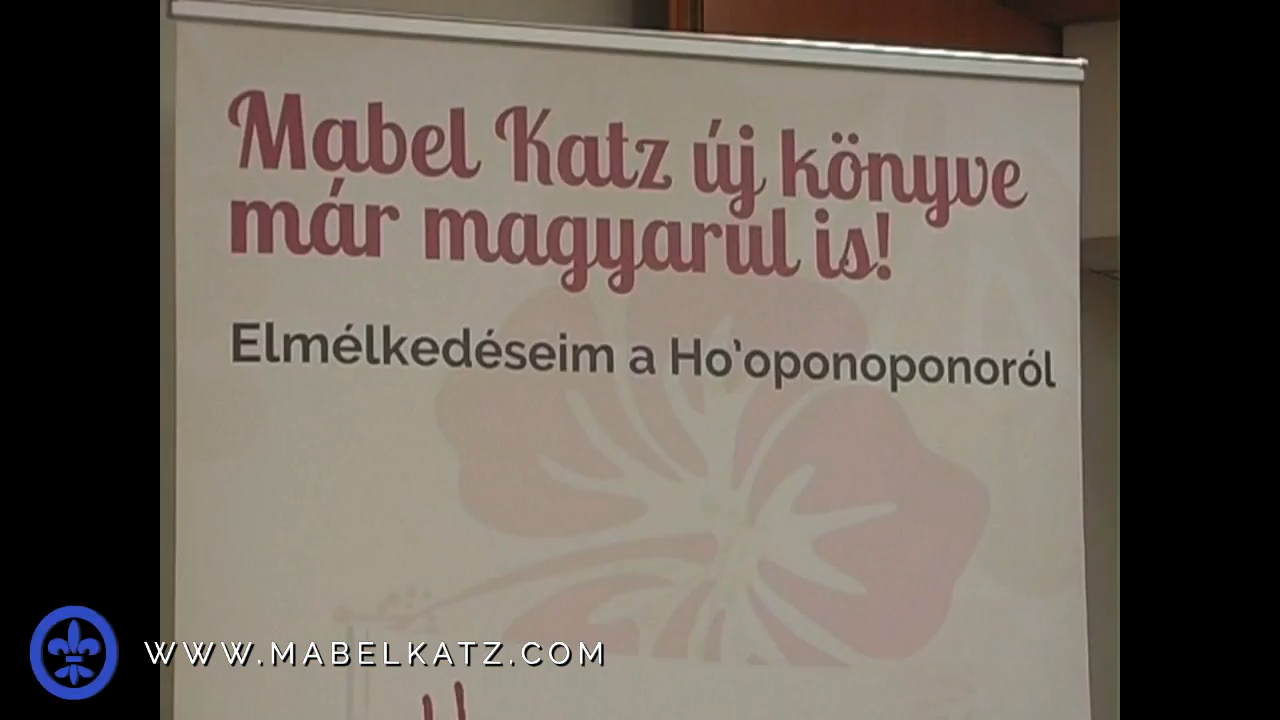 Mabel Katz új könyve
már magyarul is!
Elmélkedéseim a Ho'oponoponoról
WWW.MABELKATZ.COM